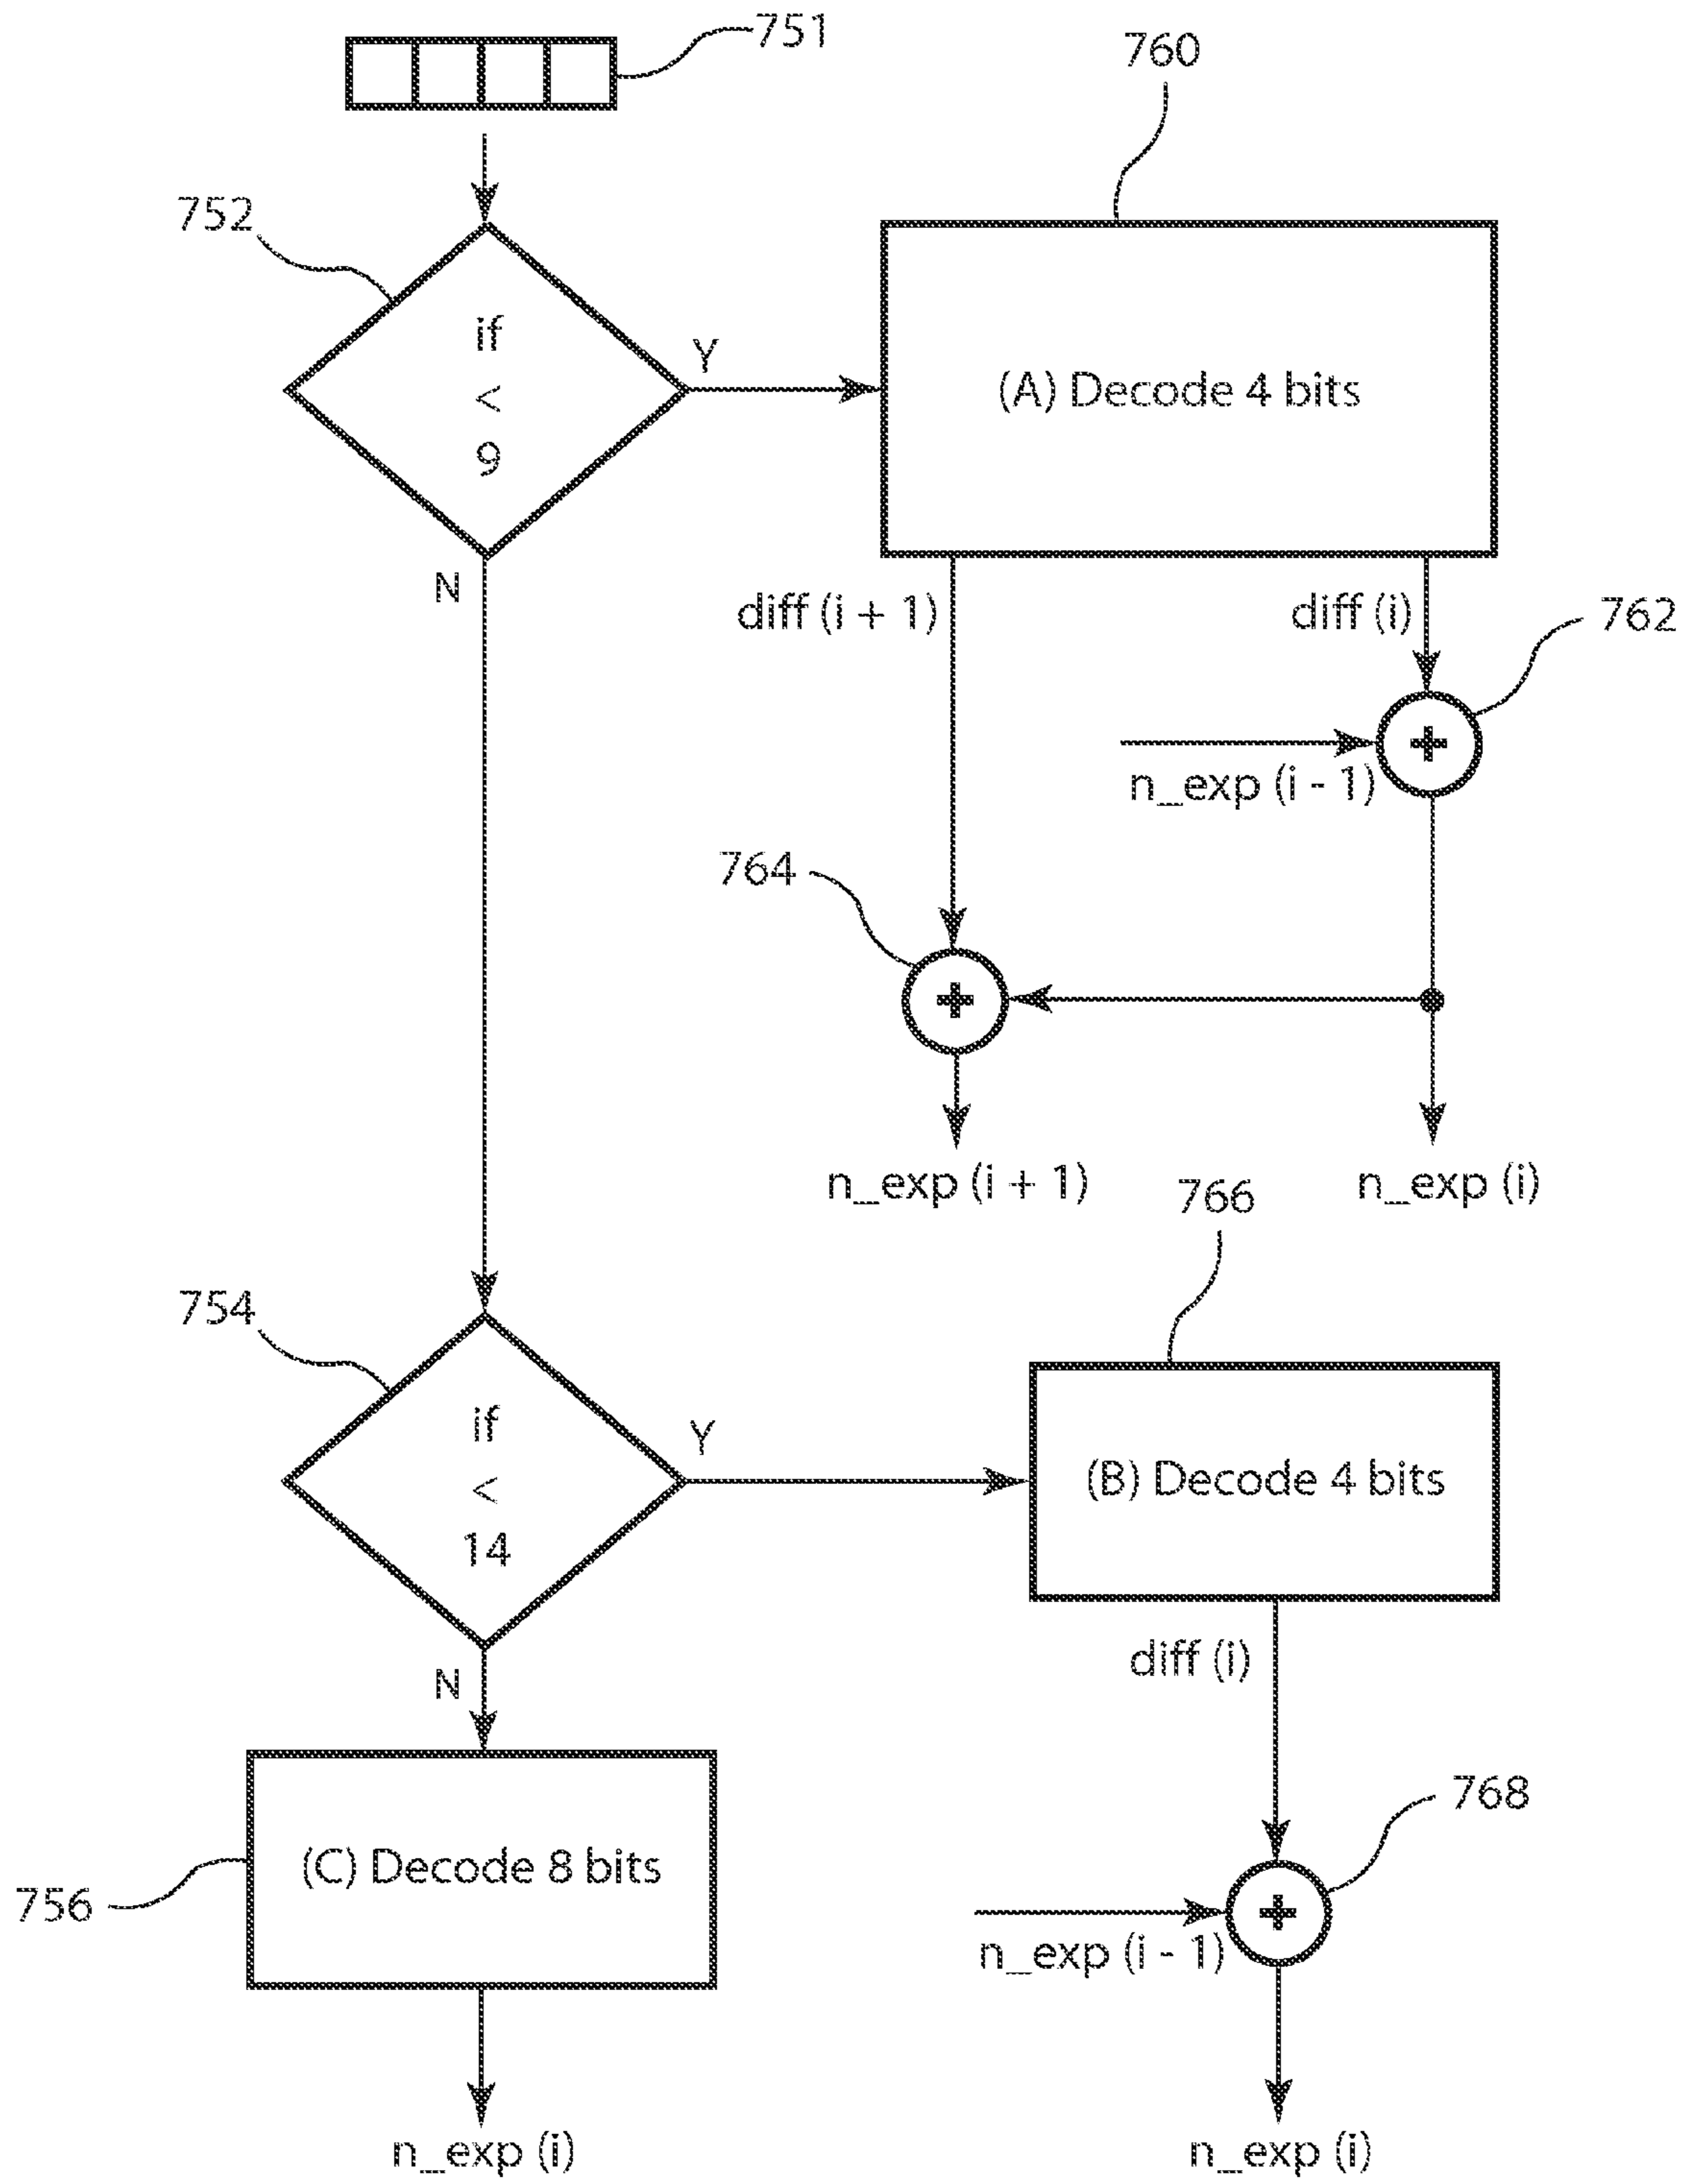 751
760
752
if
<
9
Y
(A) Decode 4 bits
N
diff (i + 1)
diff (i)
762
+
n_exp (i - 1)
764
+
n_exp (i + 1)
n_exp (i)
766
754
if
<
14
Y
(B) Decode 4 bits
N
diff (i)
(C) Decode 8 bits
756
768
+
n_exp (i - 1)
n_exp (i)
n_exp (i)